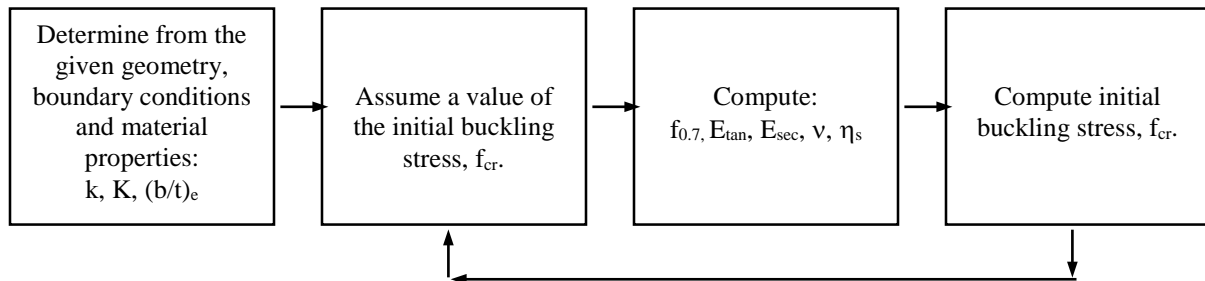 Determine from the
given geometry,
boundary conditions
and material
properties:
k, K, (b/t)e
Assume a value of
the initial buckling
stress, fcr.
Compute:
f0.7, Etan, Esec, ν, ηs
Compute initial
buckling stress, fcr.